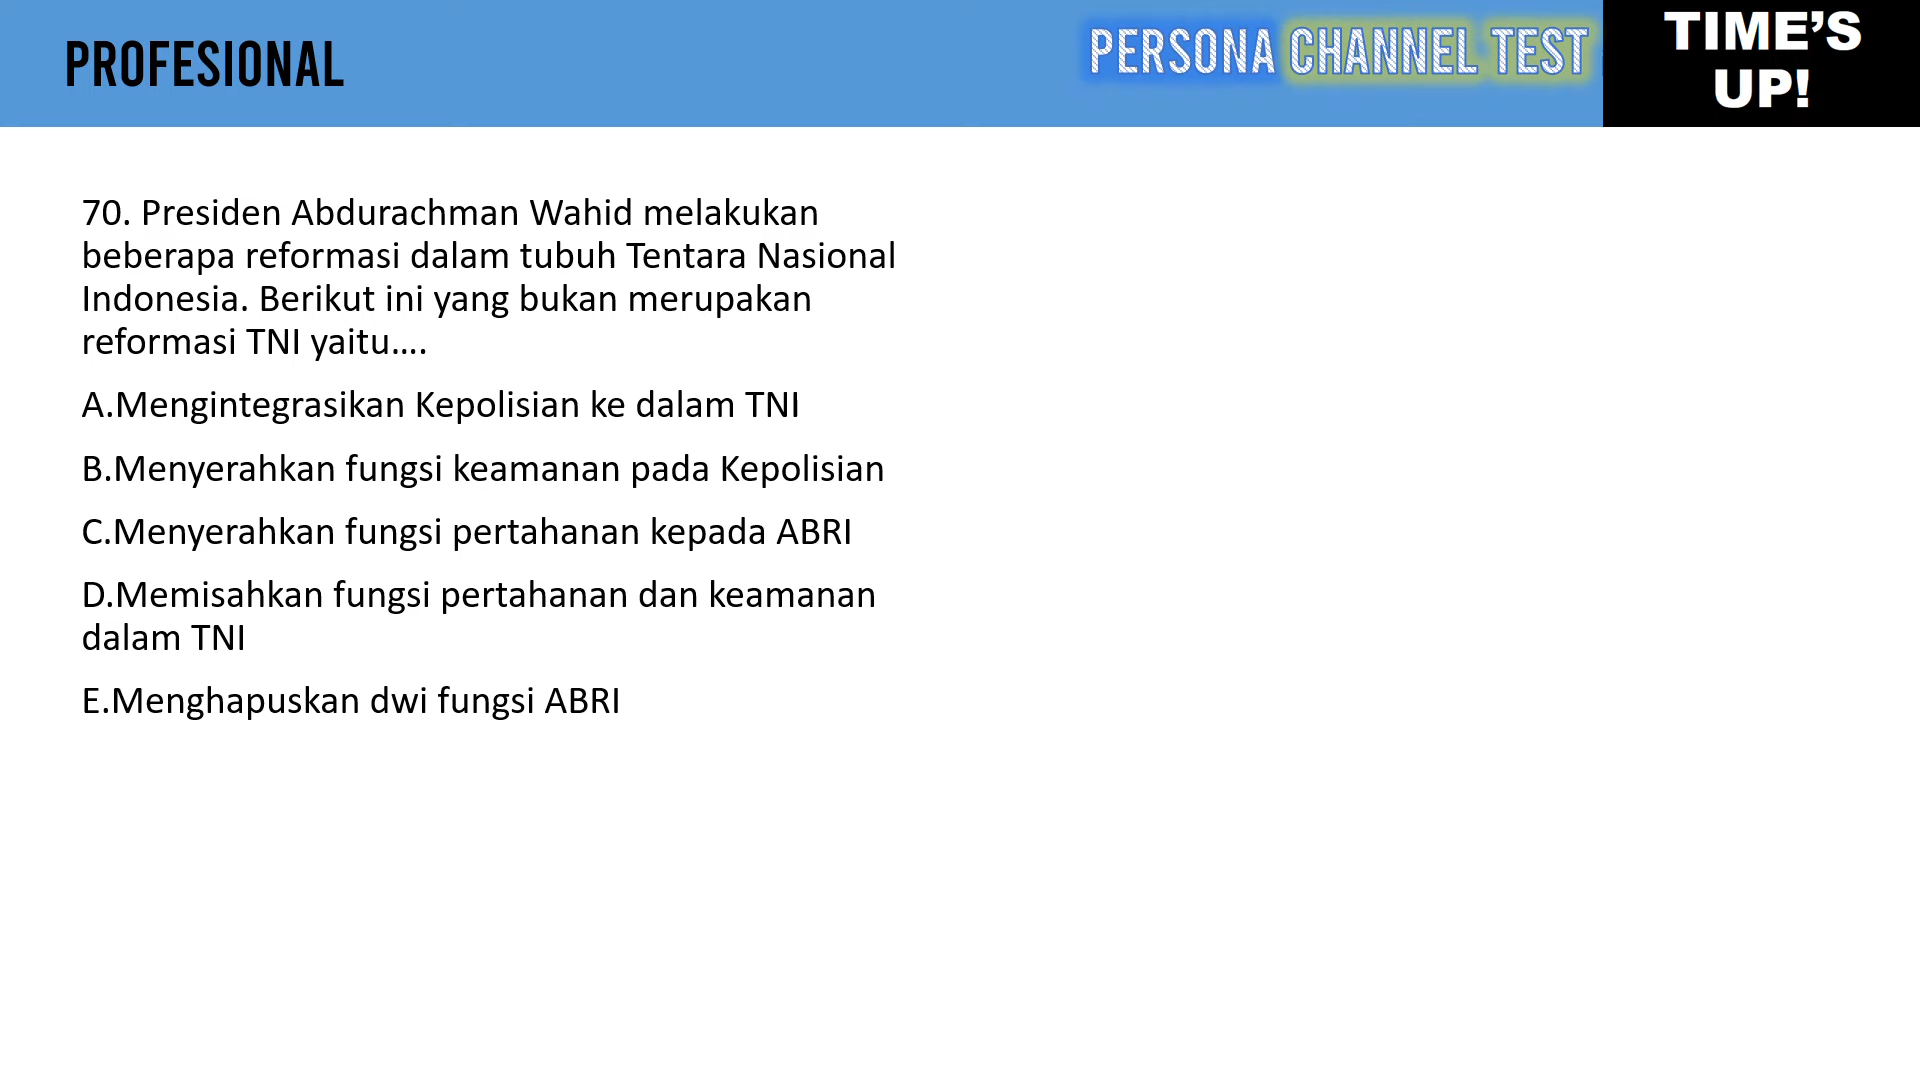 PROFESIONAL
PERSONA CHANNEL TEST
TIME’S
UP!
70. Presiden Abdurachman Wahid melakukan
beberapa reformasi dalam tubuh Tentara Nasional
Indonesia. Berikut ini yang bukan merupakan
reformasi TNI yaitu....
A.Mengintegrasikan Kepolisian ke dalam TNI
B.Menyerahkan fungsi keamanan pada Kepolisian
C.Menyerahkan fungsi pertahanan kepada ABRI
D.Memisahkan fungsi pertahanan dan keamanan
dalam TNI
E.Menghapuskan dwi fungsi ABRI